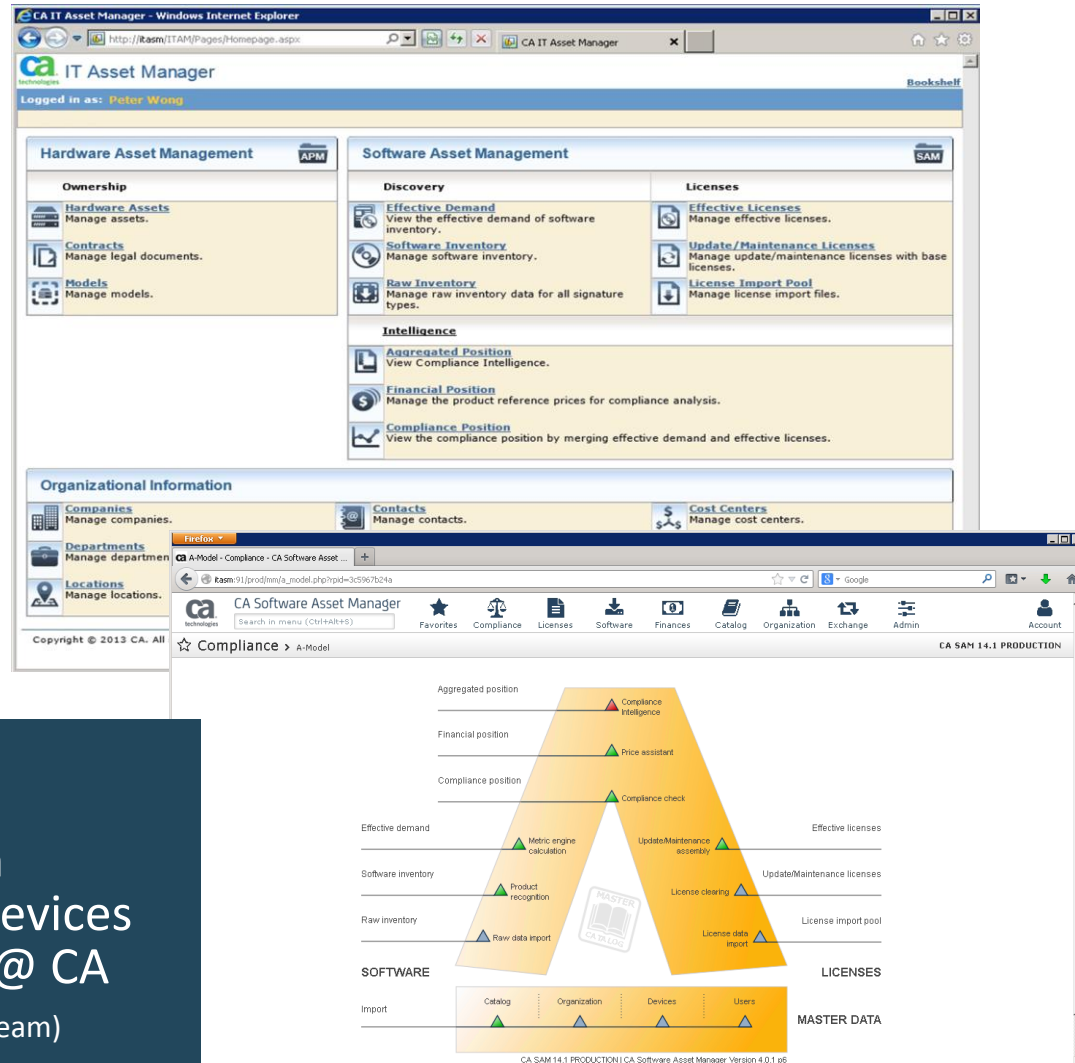 CA IT Asset Manager - Windows Internet Explorer
http://itasm/ITAM/Pages/Homepage.aspx
CA IT Asset Manager
ca technologies
IT Asset Manager
Bookshelf
Logged in as: Peter Wong
Hardware Asset Management
APM
Ownership
Hardware Assets
Manage assets.
Contracts
Manage legal documents.
Models
Manage models.
Software Asset Management
SAM
Discovery
Effective Demand
View the effective demand of software
inventory.
Software Inventory
Manage software inventory.
Raw Inventory
Manage raw inventory data for all signature
types.
Licenses
Effective Licenses
Manage effective licenses.
Update/Maintenance Licenses
Manage update/maintenance licenses with base
licenses.
License Import Pool
Manage license import files.
Intelligence
Aggregated Position
View Compliance Intelligence.
Financial Position
Manage the product reference prices for compliance analysis.
Compliance Position
View the compliance position by merging effective demand and effective licenses.
Organizational Information
Companies
Manage companies.
Contacts
Manage contacts.
Cost Centers
Manage cost centers.
Departments
Manage departmen
Locations
Manage locations.
Copyright © 2013 CA. All
Firefox
A-Model - Compliance - CA Software Asset ...
itasm:91/prod/mm/a_model.php?rpid=3c5967b24a
Google
ca technologies
CA Software Asset Manager
Search in menu (Ctrl+Alt+S)
Favorites
Compliance
Licenses
Software
Finances
Catalog
Organization
Exchange
Admin
Account
Compliance > A-Model
CA SAM 14.1 PRODUCTION
Aggregated position
Compliance
Intelligence
Financial position
Price assistant
Compliance position
Compliance check
Effective demand
Metric engine
calculation
Update/Maintenance
assembly
Effective licenses
Software inventory
Product
recognition
License clearing
Update/Maintenance licenses
MASTER
CATALOG
Raw inventory
Raw data import
License data
import
License import pool
SOFTWARE
LICENSES
Import
Catalog
Organization
Devices
Users
MASTER DATA
CA SAM 14.1 PRODUCTION | CA Software Asset Manager Version 4.0.1 p6
evices
@ CA
eam)